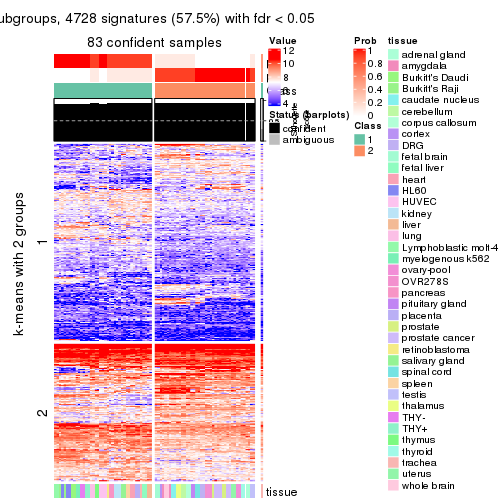 ubgroups, 4728 signatures (57.5%) with fdr < 0.05
83 confident samples
k-means with 2 groups
1
2
Value
12
10
8
6
4
Status (barplots)
confident
ambiguous
Prob
1
0.8
0.6
0.4
0.2
0
Class
1
2
tissue
tissue
adrenal gland
amygdala
Burkitt's Daudi
Burkitt's Raji
caudate nucleus
cerebellum
corpus callosum
cortex
DRG
fetal brain
fetal liver
heart
HL60
HUVEC
kidney
liver
lung
Lymphoblastic molt-4
myelogenous k562
ovary-pool
OVR278S
pancreas
pituitary gland
placenta
prostate
prostate cancer
retinoblastoma
salivary gland
spinal cord
spleen
testis
thalamus
THY-
THY+
thymus
thyroid
trachea
uterus
whole brain